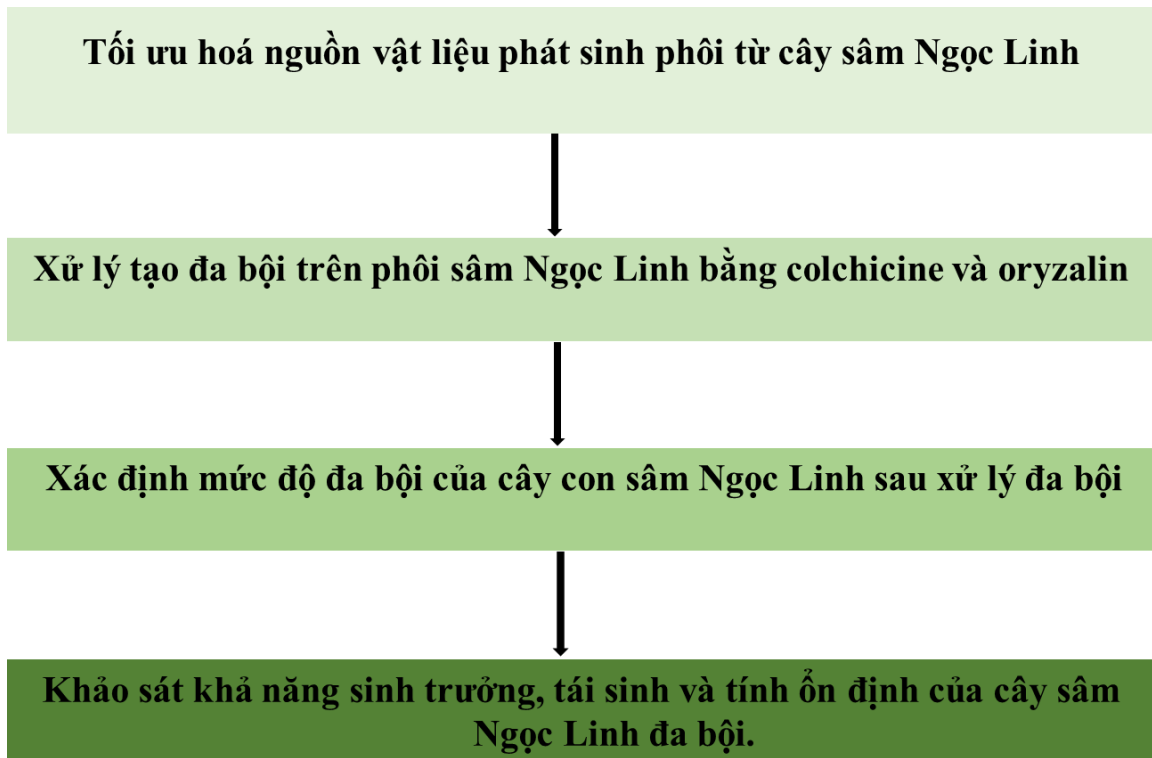 Tối ưu hoá nguồn vật liệu phát sinh phôi từ cây sâm Ngọc Linh
Xử lý tạo đa bội trên phôi sâm Ngọc Linh bằng colchicine và oryzalin
Xác định mức độ đa bội của cây con sâm Ngọc Linh sau xử lý đa bội
Khảo sát khả năng sinh trưởng, tái sinh và tính ổn định của cây sâm
Ngọc Linh đa bội.